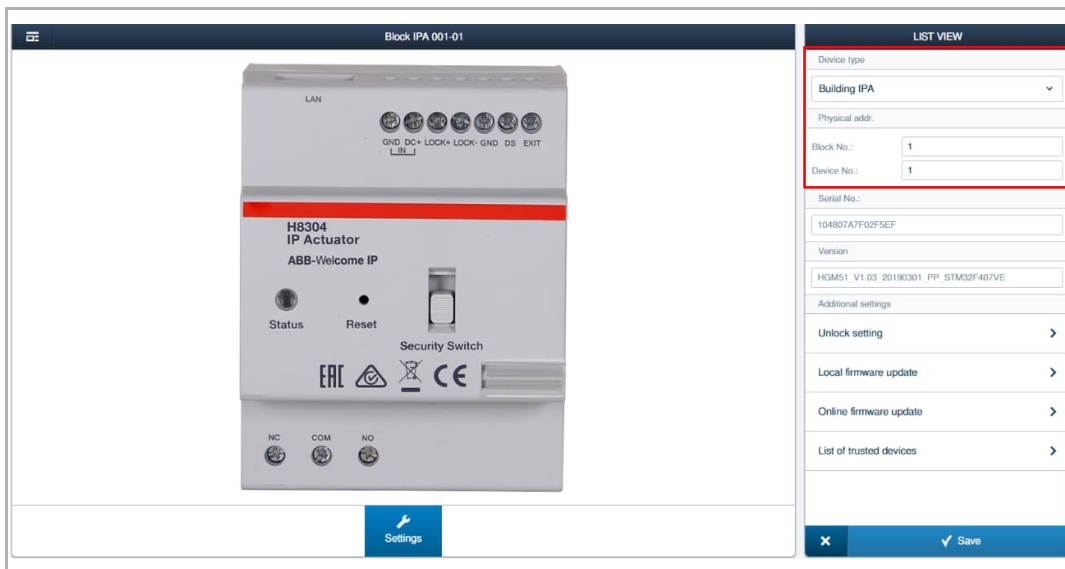 Block IPA 001-01
LAN
GND DC+ LOCK+ LOCK- GND DS EXIT
IN
H8304
IP Actuator
ABB-Welcome IP
Status
Reset
Security Switch
EAC
CE
NC COM NO
Settings
LIST VIEW
Device type
Building IPA
Physical addr.
Block No.: 1
Device No.: 1
Serial No.:
104807A7F02F5EF
Version
HGM51_V1.03_20190301_PP_STM32F407VE
Additional settings
Unlock setting
Local firmware update
Online firmware update
List of trusted devices
Save